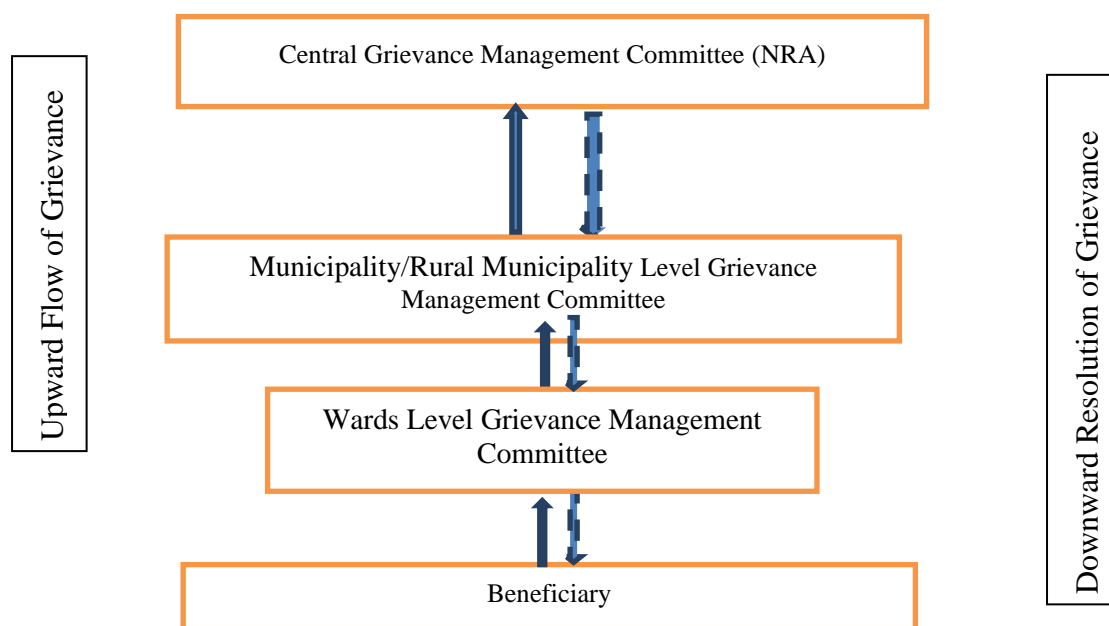 Central Grievance Management Committee (NRA)
Upward Flow of Grievance
Downward Resolution of Grievance
Municipality/Rural Municipality Level Grievance
Management Committee
Wards Level Grievance Management
Committee
Beneficiary